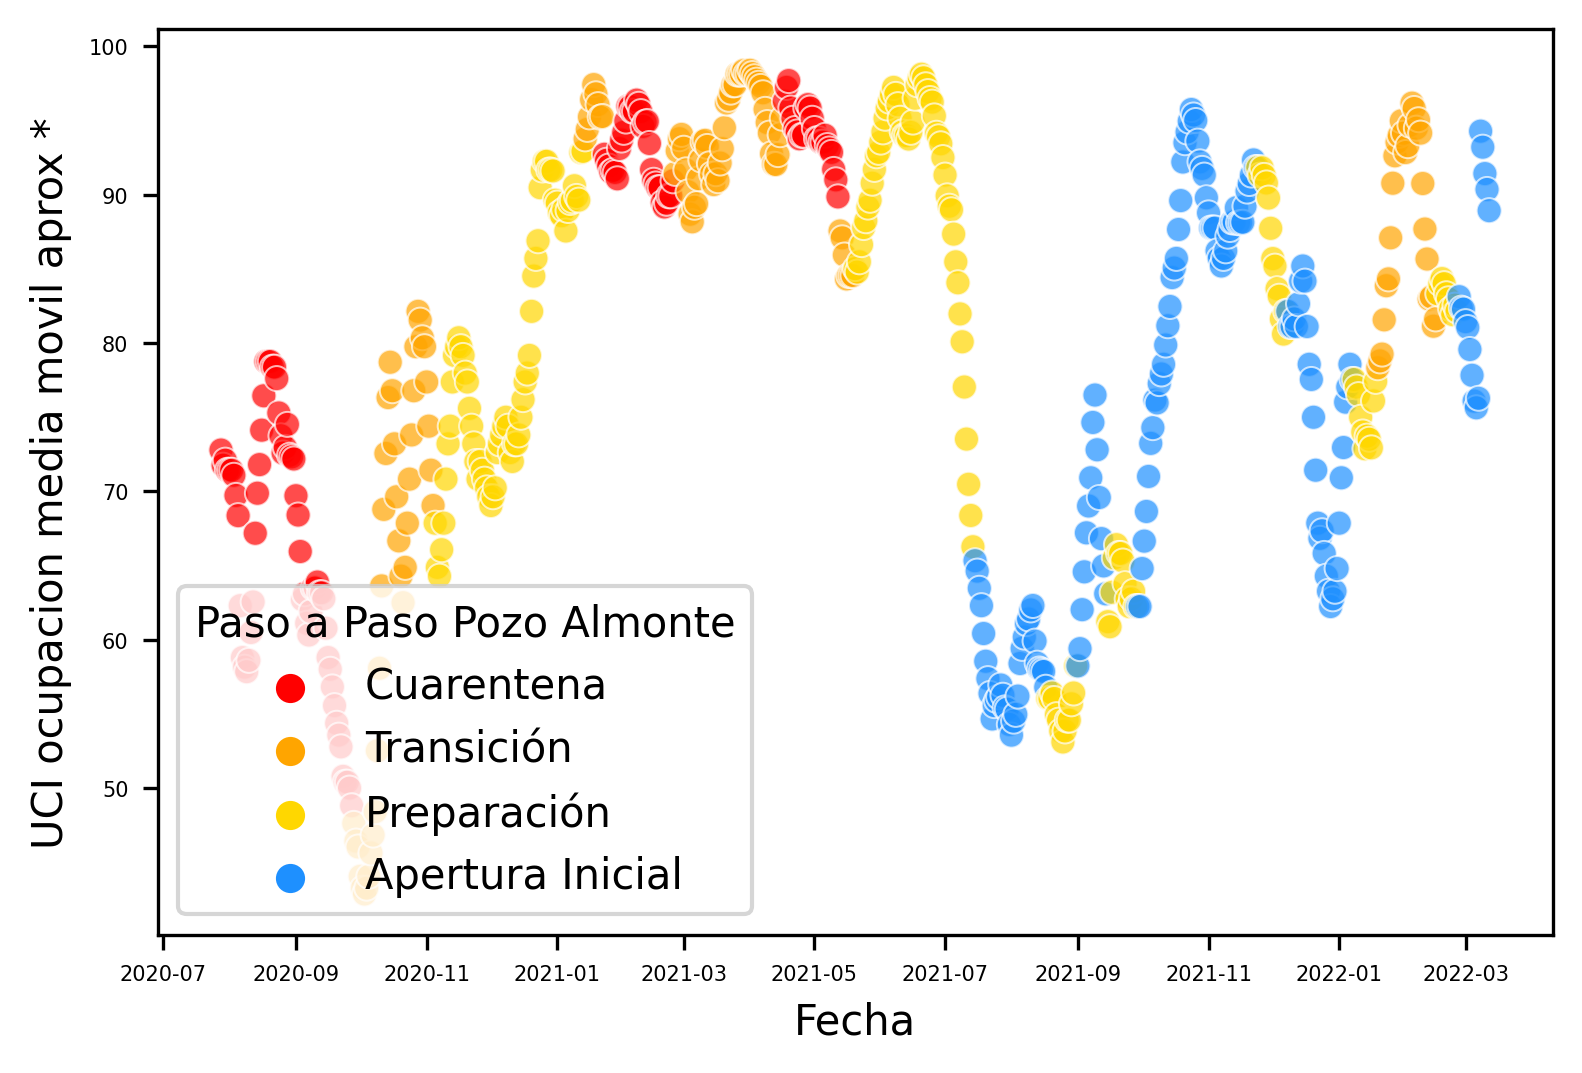 UCI ocupacion media movil aprox *
100
90
80
70
60
50
Paso a Paso Pozo Almonte
Cuarentena
Transición
Preparación
Apertura Inicial
2020-07 2020-09 2020-11 2021-01 2021-03 2021-05 2021-07 2021-09 2021-11 2022-01 2022-03
Fecha